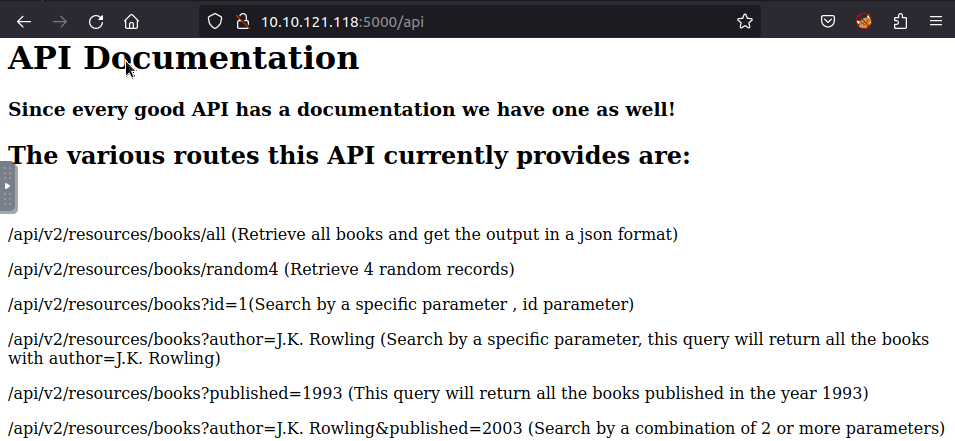 10.10.121.118:5000/api
API Documentation
Since every good API has a documentation we have one as well!
The various routes this API currently provides are:
/api/v2/resources/books/all (Retrieve all books and get the output in a json format)
/api/v2/resources/books/random4 (Retrieve 4 random records)
/api/v2/resources/books?id=1(Search by a specific parameter , id parameter)
/api/v2/resources/books?author=J.K. Rowling (Search by a specific parameter, this query will return all the books
with author=J.K. Rowling)
/api/v2/resources/books?published=1993 (This query will return all the books published in the year 1993)
/api/v2/resources/books?author=J.K. Rowling&published=2003 (Search by a combination of 2 or more parameters)